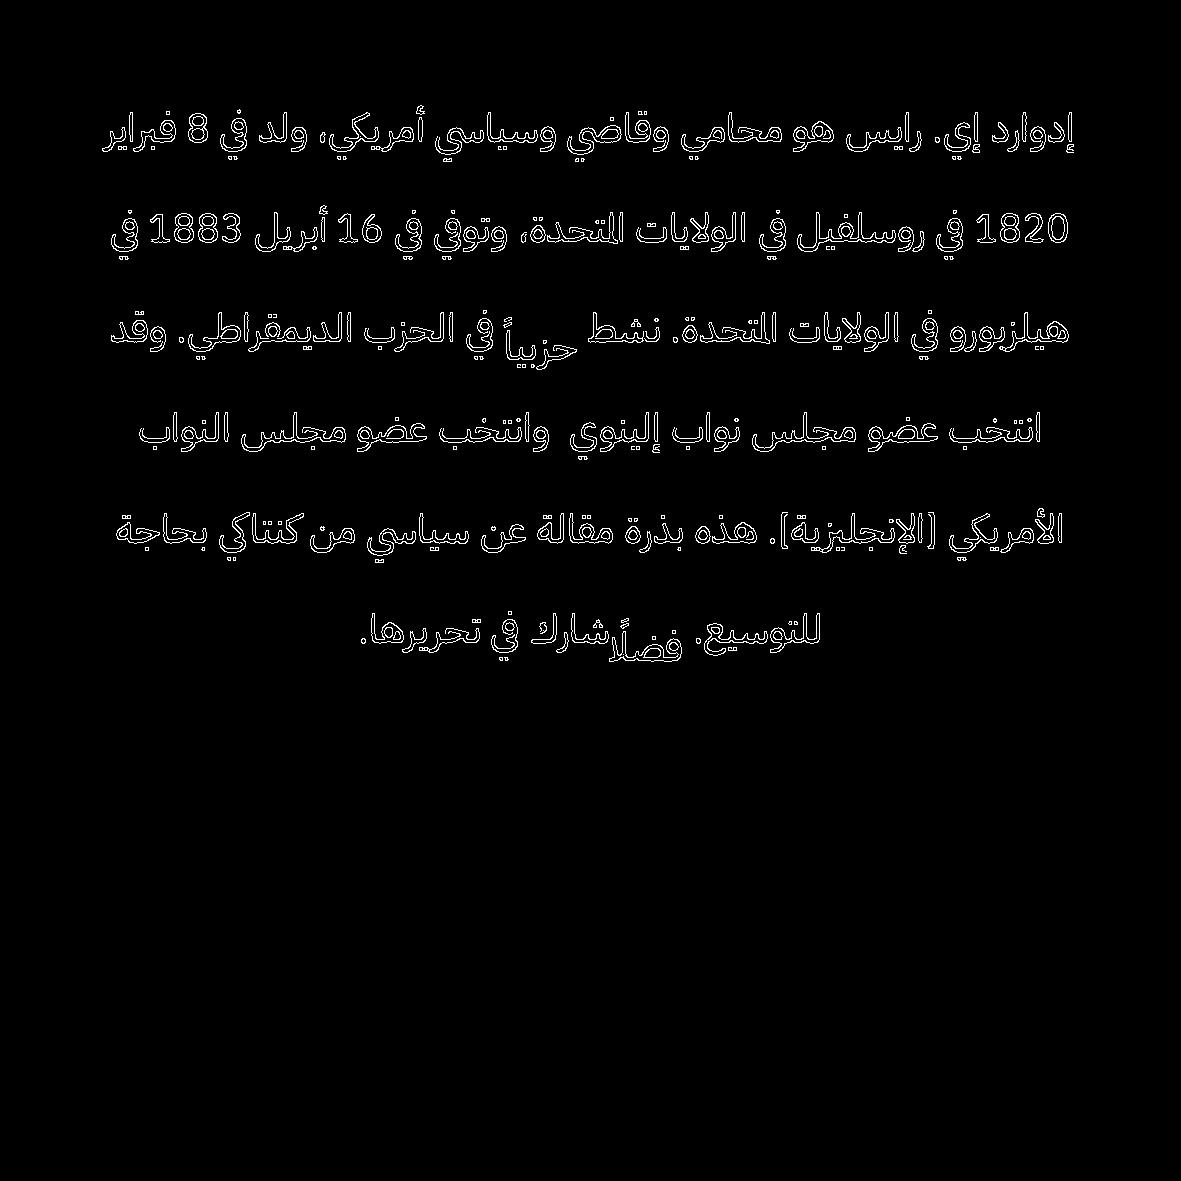 إدوارد إي. رايس هو محامي وقاضي وسياسي أمريكي، ولد في 8 فبراير
1820 في روسلفيل في الولايات المتحدة، وتوفي في 16 أبريل 1883 في
هيلزبورو في الولايات المتحدة. نشط حزبياً في الحزب الديمقراطي. وقد
انتخب عضو مجلس نواب إلينوي وانتخب عضو مجلس النواب
الأمريكي [الإنجليزية]. هذه بذرة مقالة عن سياسي من كنتاكي بحاجة
للتوسيع. فضلًا شارك في تحريرها.